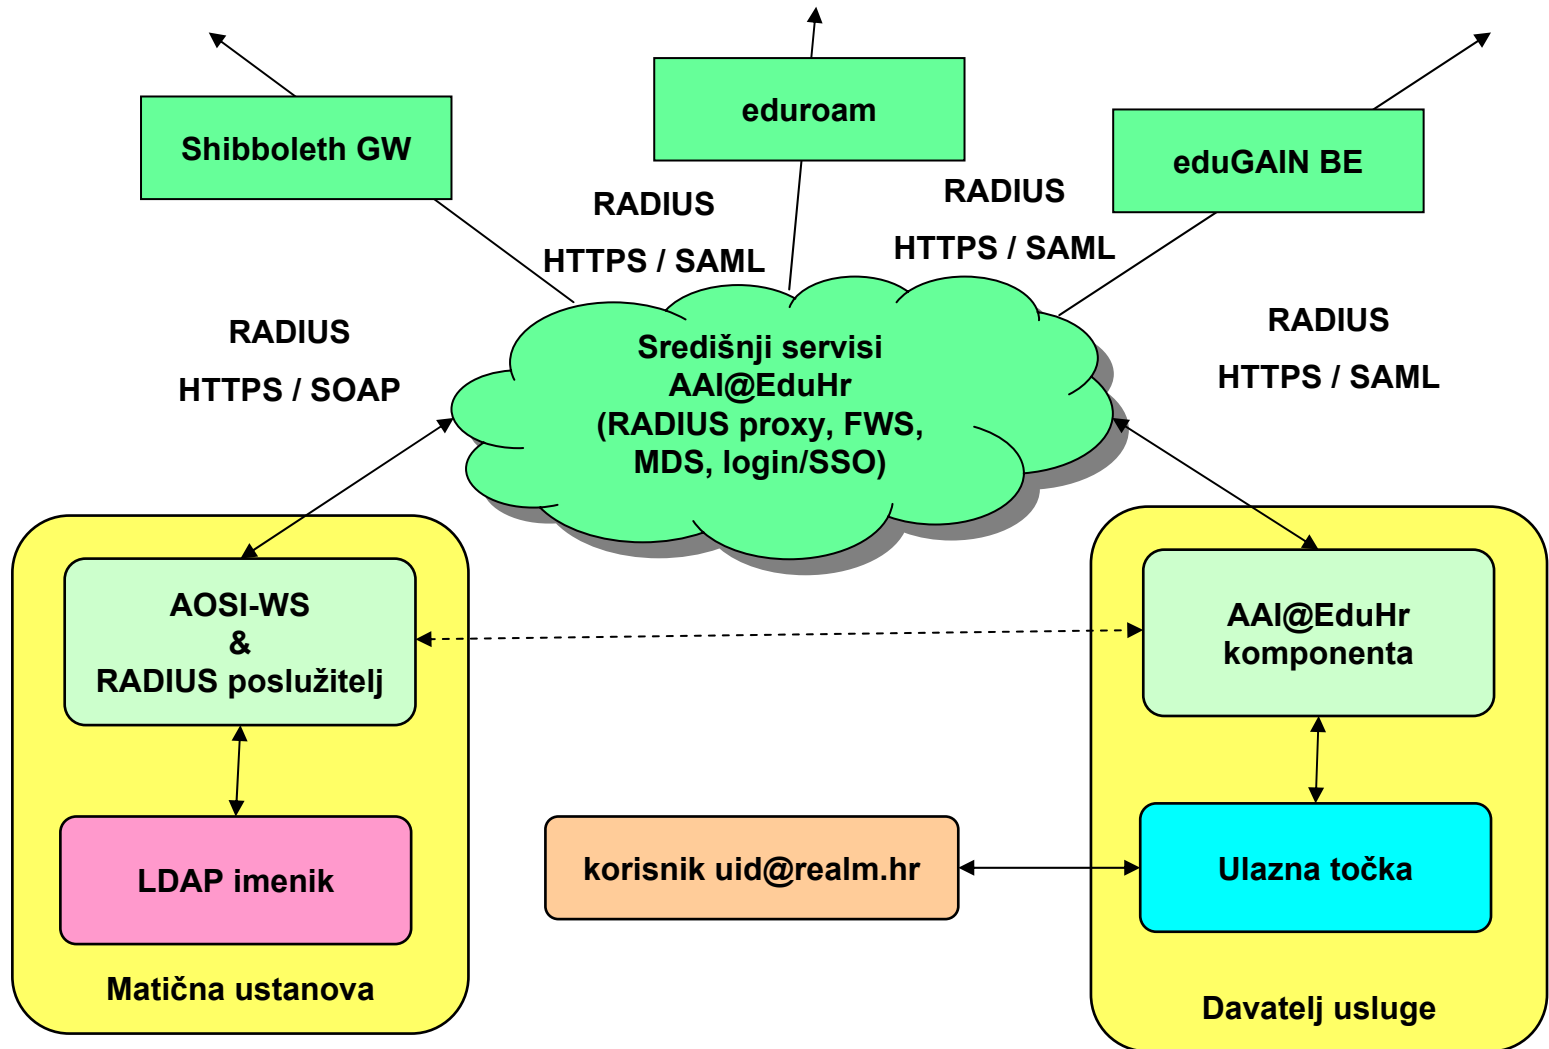 eduroam
Shibboleth GW
eduGAIN BE
RADIUS
HTTPS / SAML
RADIUS
HTTPS / SAML
RADIUS
HTTPS / SOAP
Središnji servisi
AAI@EduHr
(RADIUS proxy, FWS,
MDS, login/SSO)
RADIUS
HTTPS / SAML
AOSI-WS
&
RADIUS poslužitelj
AAI@EduHr
komponenta
LDAP imenik
korisnik uid@realm.hr
Ulazna točka
Matična ustanova
Davatelj usluge